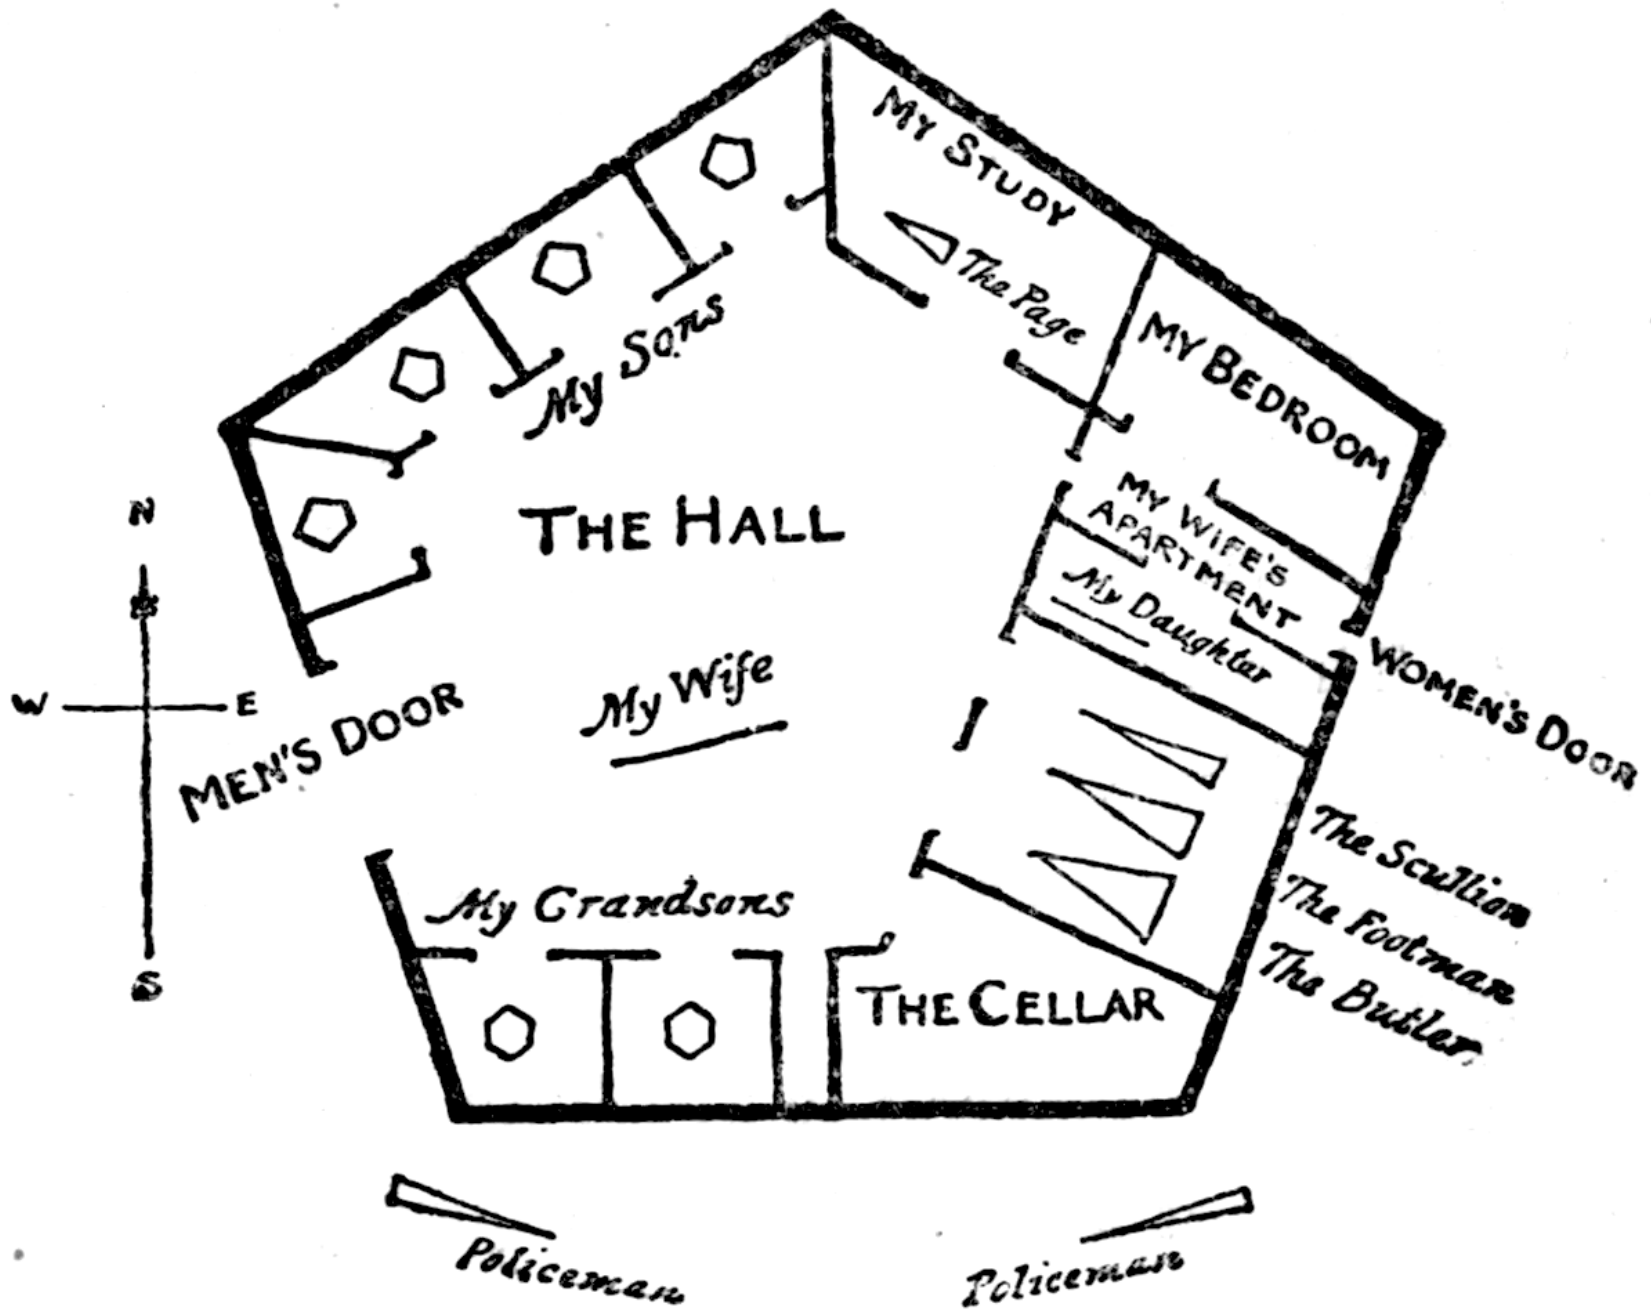 MY STUDY
The Page
My Sons
MY BEDROOM
N
THE HALL
MY WIFE'S
APARTMENT
My Daughter
W
E
MEN'S DOOR
My Wife
WOMEN'S DOOR
The Scullion
The Footman
The Butler
My Grandsons
S
THE CELLAR
Policeman
Policeman